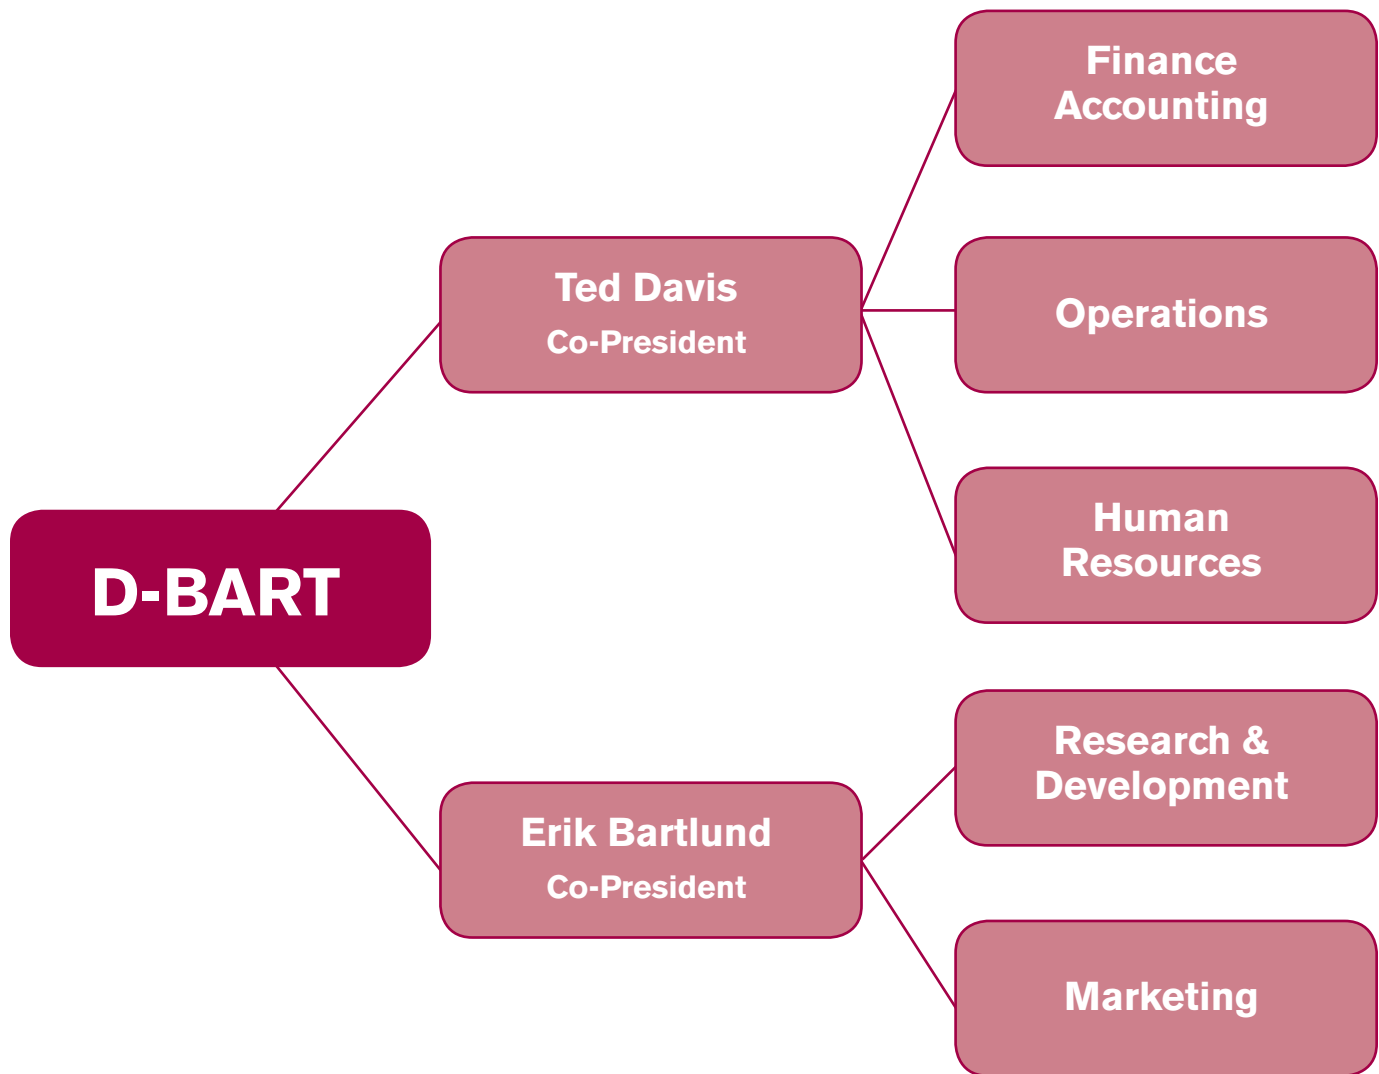 Finance
Accounting
Ted Davis
Co-President
Operations
Human
Resources
D-BART
Research &
Development
Erik Bartlund
Co-President
Marketing